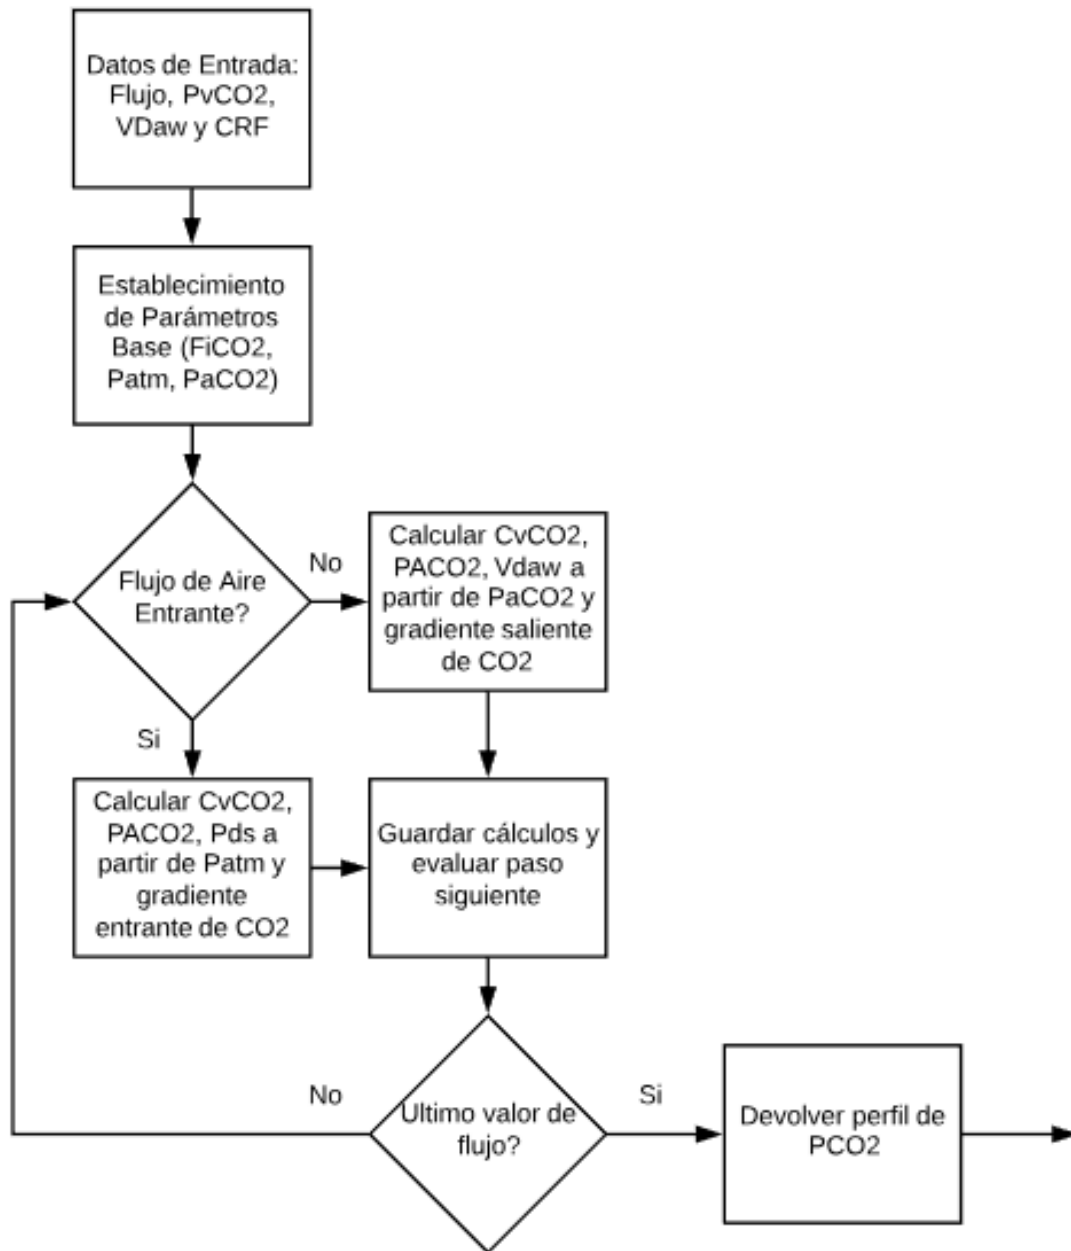 Datos de Entrada:
Flujo, PvCO2,
VDaw y CRF
Establecimiento
de Parámetros
Base (FiCO2,
Patm, PaCO2)
Flujo de Aire
Entrante?
No
Calcular CvCO2,
PACO2, Vdaw a
partir de PaCO2 y
gradiente saliente
de CO2
Si
Calcular CvCO2,
PACO2, Pds a
partir de Patm y
gradiente
entrante de CO2
Guardar cálculos y
evaluar paso
siguiente
Ultimo valor de
flujo?
No
Si
Devolver perfil de
PCO2